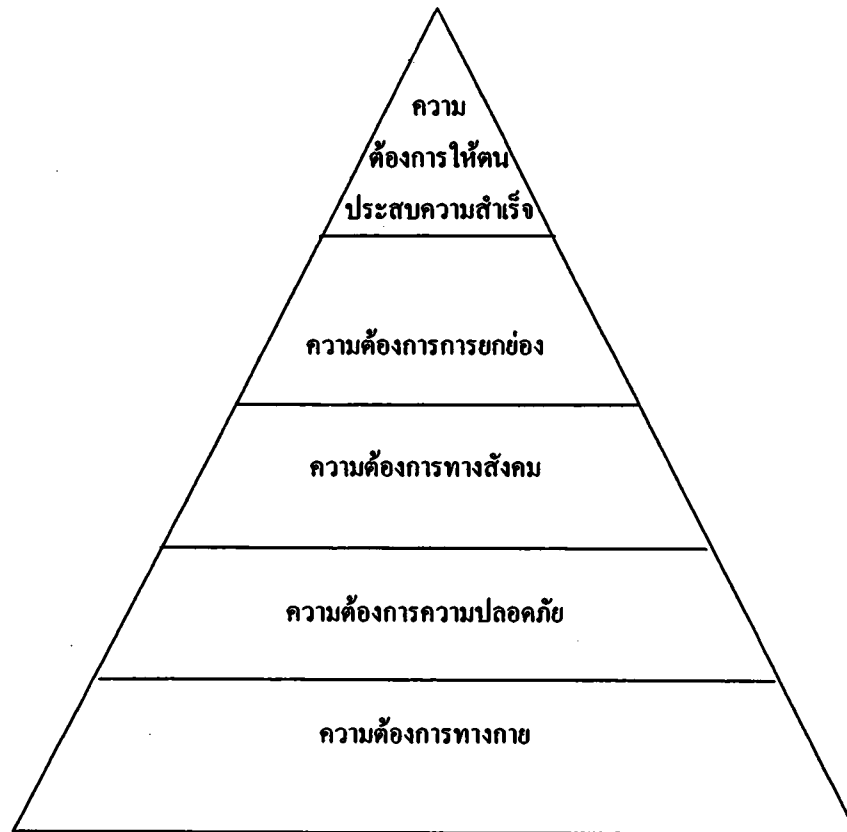 ความ
ต้องการให้ตน
ประสบความสำเร็จ
ความต้องการการยกย่อง
ความต้องการทางสังคม
ความต้องการความปลอดภัย
ความต้องการทางกาย